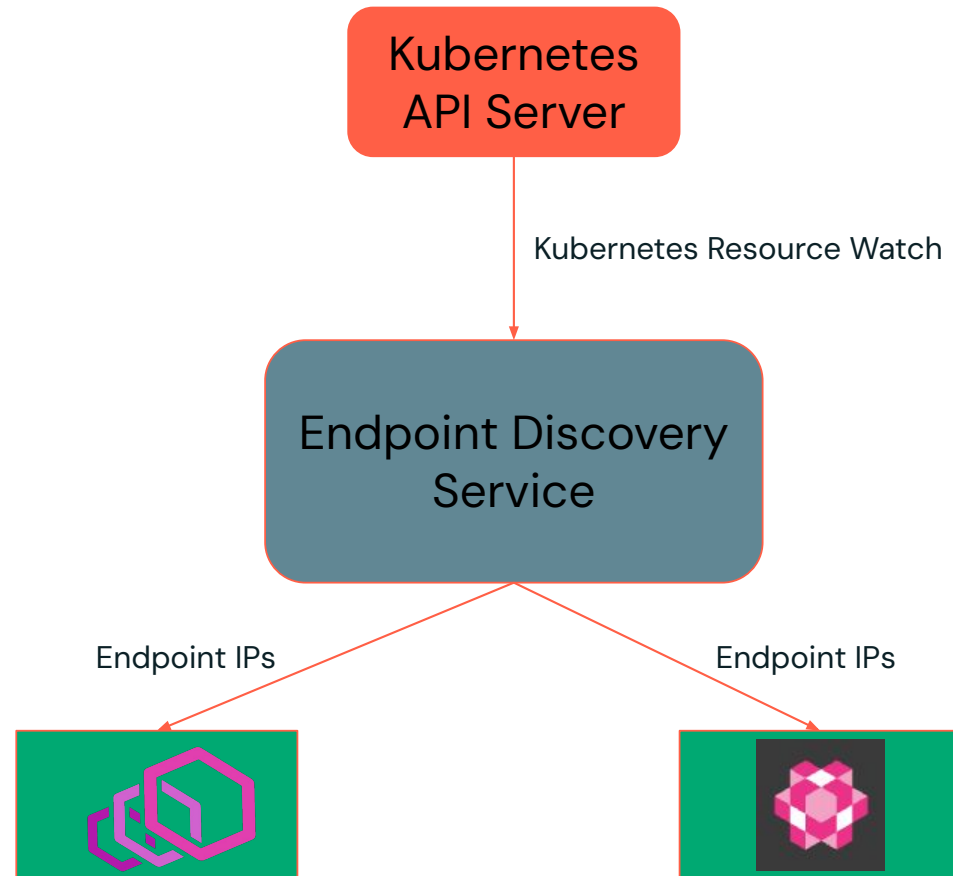 Kubernetes
API Server
Kubernetes Resource Watch
Endpoint Discovery
Service
Endpoint IPs
Endpoint IPs